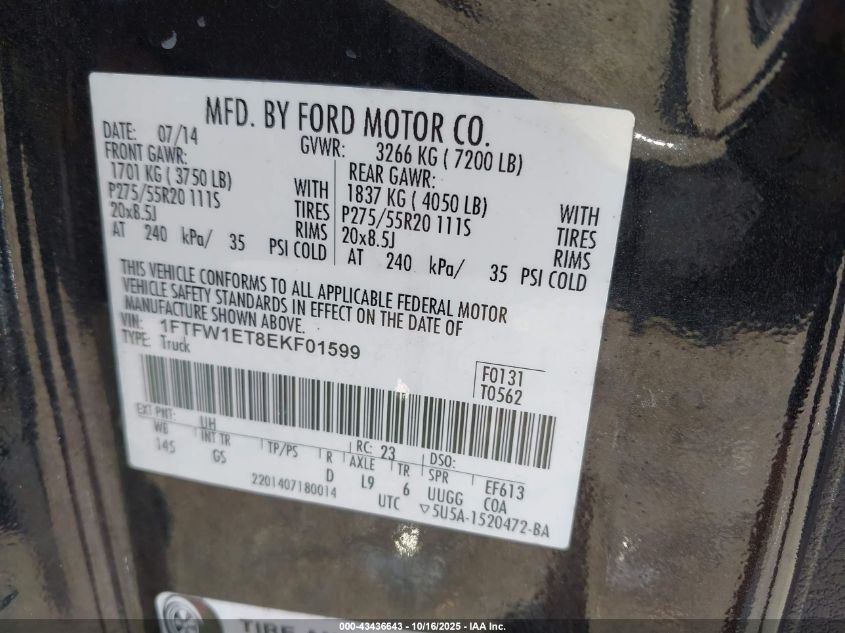 MFD. BY FORD MOTOR CO.
DATE: 07/14 GVWR: 3266 KG ( 7200 LB)
FRONT GAWR: REAR GAWR:
1701 KG ( 3750 LB) WITH 1837 KG ( 4050 LB) WITH
P275/55R20 111S TIRES P275/55R20 111S TIRES
20x8.5J RIMS 20x8.5J RIMS
AT 240 kPa/ 35 PSI COLD AT 240 kPa/ 35 PSI COLD
THIS VEHICLE CONFORMS TO ALL APPLICABLE FEDERAL MOTOR
VEHICLE SAFETY STANDARDS IN EFFECT ON THE DATE OF
MANUFACTURE SHOWN ABOVE.
VIN: 1FTFW1ET8EKF01599
TYPE: Truck
F0131
T0562
EXT PNT: UH RC: 23 DSO:
WB INT TR TP/PS R AXLE TR SPR EF613
145 GS D L9 6 UUGG COA
2201407180014 UTC ▽5U5A-1520472-BA
TIRE
000-43436643 - 10/16/2025 - IAA Inc.